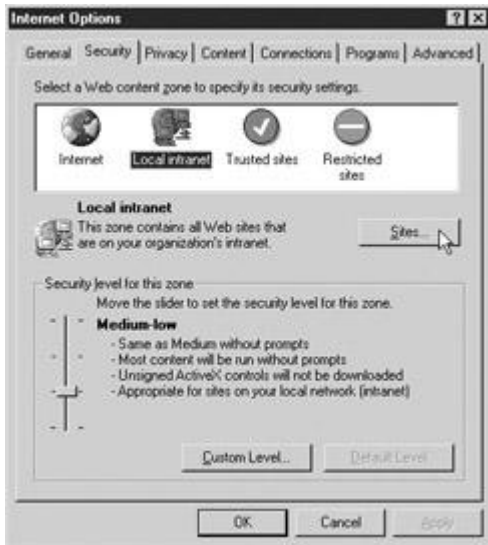 Internet Options
? X
General Security Privacy Content Connections Programs Advanced
Select a Web content zone to specify its security settings.
Internet Local intranet Trusted sites Restricted
sites
Local intranet
This zone contains all Web sites that
are on your organization's intranet.
Sites...
Security level for this zone
Move the slider to set the security level for this zone.
Medium-low
- Same as Medium without prompts
- Most content will be run without prompts
- Unsigned ActiveX controls will not be downloaded
- Appropriate for sites on your local network (intranet)
Custom Level... Default Level
OK Cancel Apply